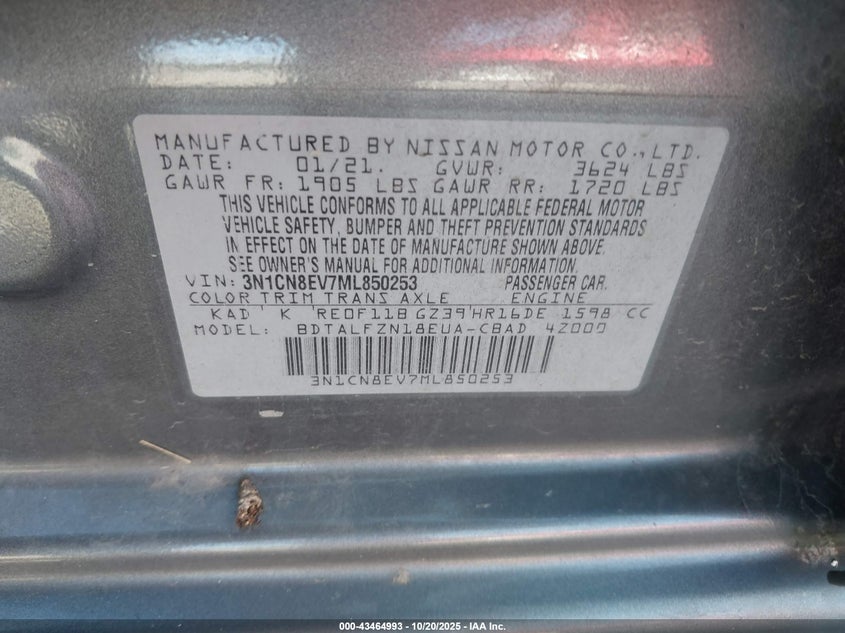 MANUFACTURED BY NISSAN MOTOR CO.,LTD.
DATE: 01/21. GVWR: 3624 LBS
GAWR FR: 1905 LBS GAWR RR: 1720 LBS
THIS VEHICLE CONFORMS TO ALL APPLICABLE FEDERAL MOTOR
VEHICLE SAFETY, BUMPER AND THEFT PREVENTION STANDARDS
IN EFFECT ON THE DATE OF MANUFACTURE SHOWN ABOVE.
SEE OWNER'S MANUAL FOR ADDITIONAL INFORMATION.
VIN: 3N1CN8EV7ML850253 PASSENGER CAR.
COLOR TRIM TRANS AXLE ENGINE
KAD' K 'RE0F11B GZ39'HR16DE 1598 CC
MODEL: BDTALFZN18EUA-CBAD 4Z000
3N1CN8EV7ML850253
000-43464993 - 10/20/2025 - IAA Inc.